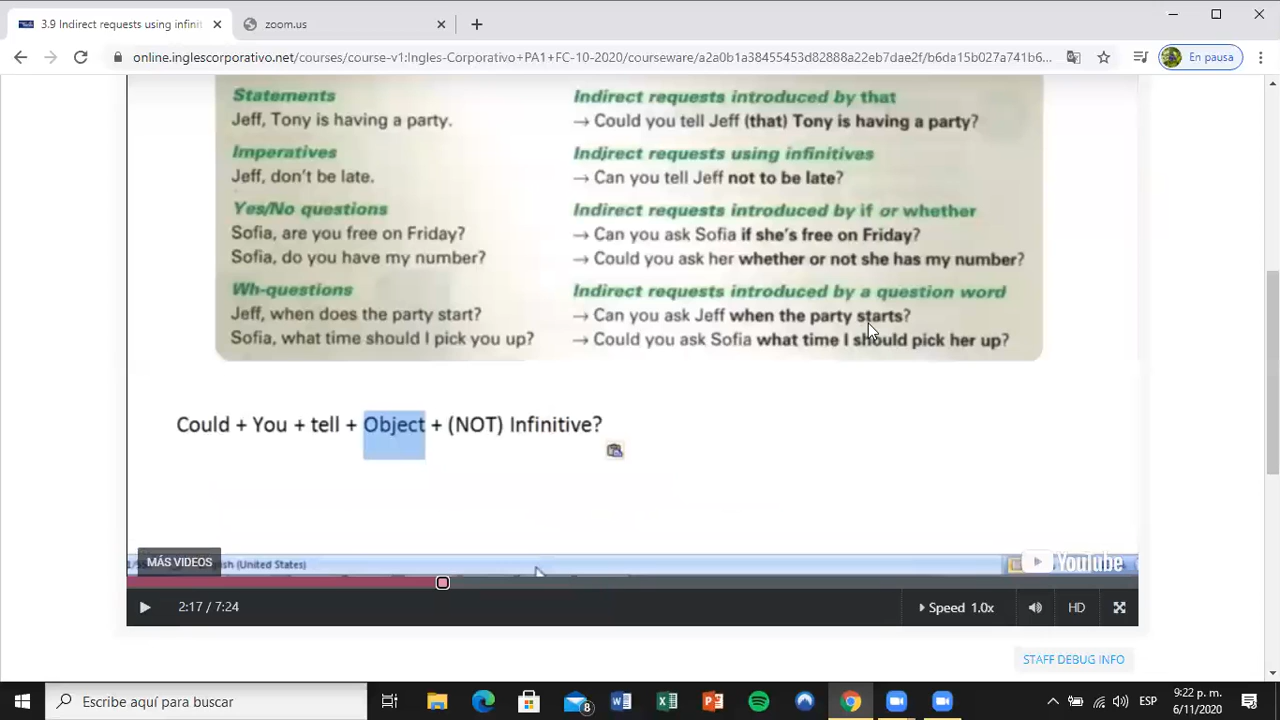 3.9 Indirect requests using infinit
zoom.us
online.inglescorporativo.net/courses/course-v1:Ingles-Corporativo+PA1+FC-10-2020/courseware/a2a0b1a38455453d82888a22eb7dae2f/b6da15b027a741b6...
En pausa
Statements
Indirect requests introduced by that
Jeff, Tony is having a party.
→ Could you tell Jeff (that) Tony is having a party?
Imperatives
Indirect requests using infinitives
Jeff, don't be late.
→ Can you tell Jeff not to be late?
Yes/No questions
Indirect requests introduced by if or whether
Sofia, are you free on Friday?
→ Can you ask Sofia if she's free on Friday?
Sofia, do you have my number?
→ Could you ask her whether or not she has my number?
Wh-questions
Indirect requests introduced by a question word
Jeff, when does the party start?
→ Can you ask Jeff when the party starts?
Sofia, what time should I pick you up?
→ Could you ask Sofia what time I should pick her up?
Could + You + tell + Object + (NOT) Infinitive?
MÁS VIDEOS
(United States)
YouTube
2:17 / 7:24
Speed 1.0x
HD
STAFF DEBUG INFO
Escribe aquí para buscar
8
ESP
9:22 p. m.
6/11/2020